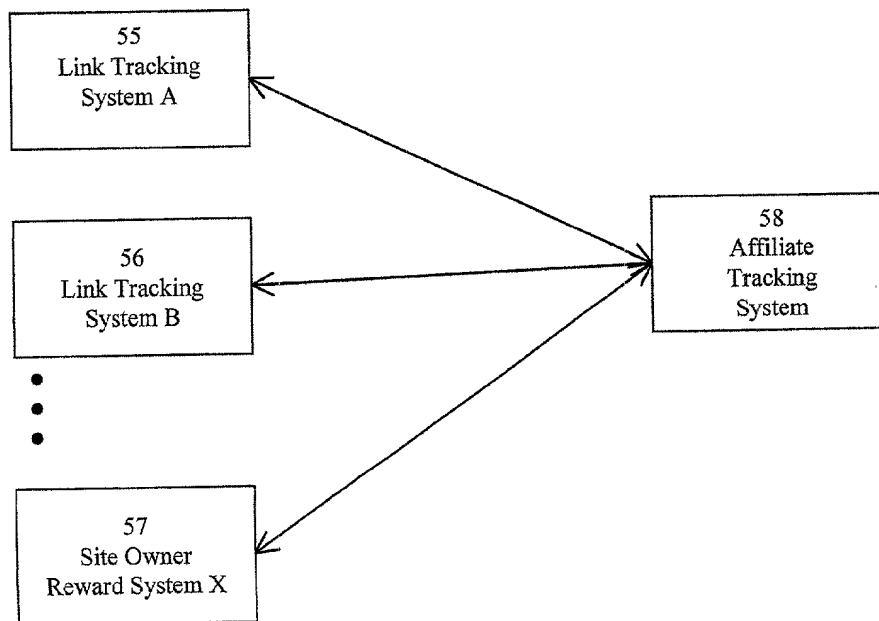 55
Link Tracking
System A
56
Link Tracking
System B
57
Site Owner
Reward System X
58
Affiliate
Tracking
System